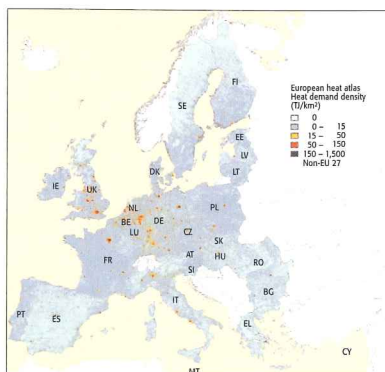 European heat atlas
Heat demand density
(TJ/km²)
0
0 – 15
15 – 50
50 – 150
150 – 1,500
Non-EU 27
FI
SE
EE
LV
LT
DK
IE
UK
NL
PL
BE
DE
LU
CZ
SK
FR
AT
HU
SI
RO
BG
IT
PT
ES
EL
CY
MT